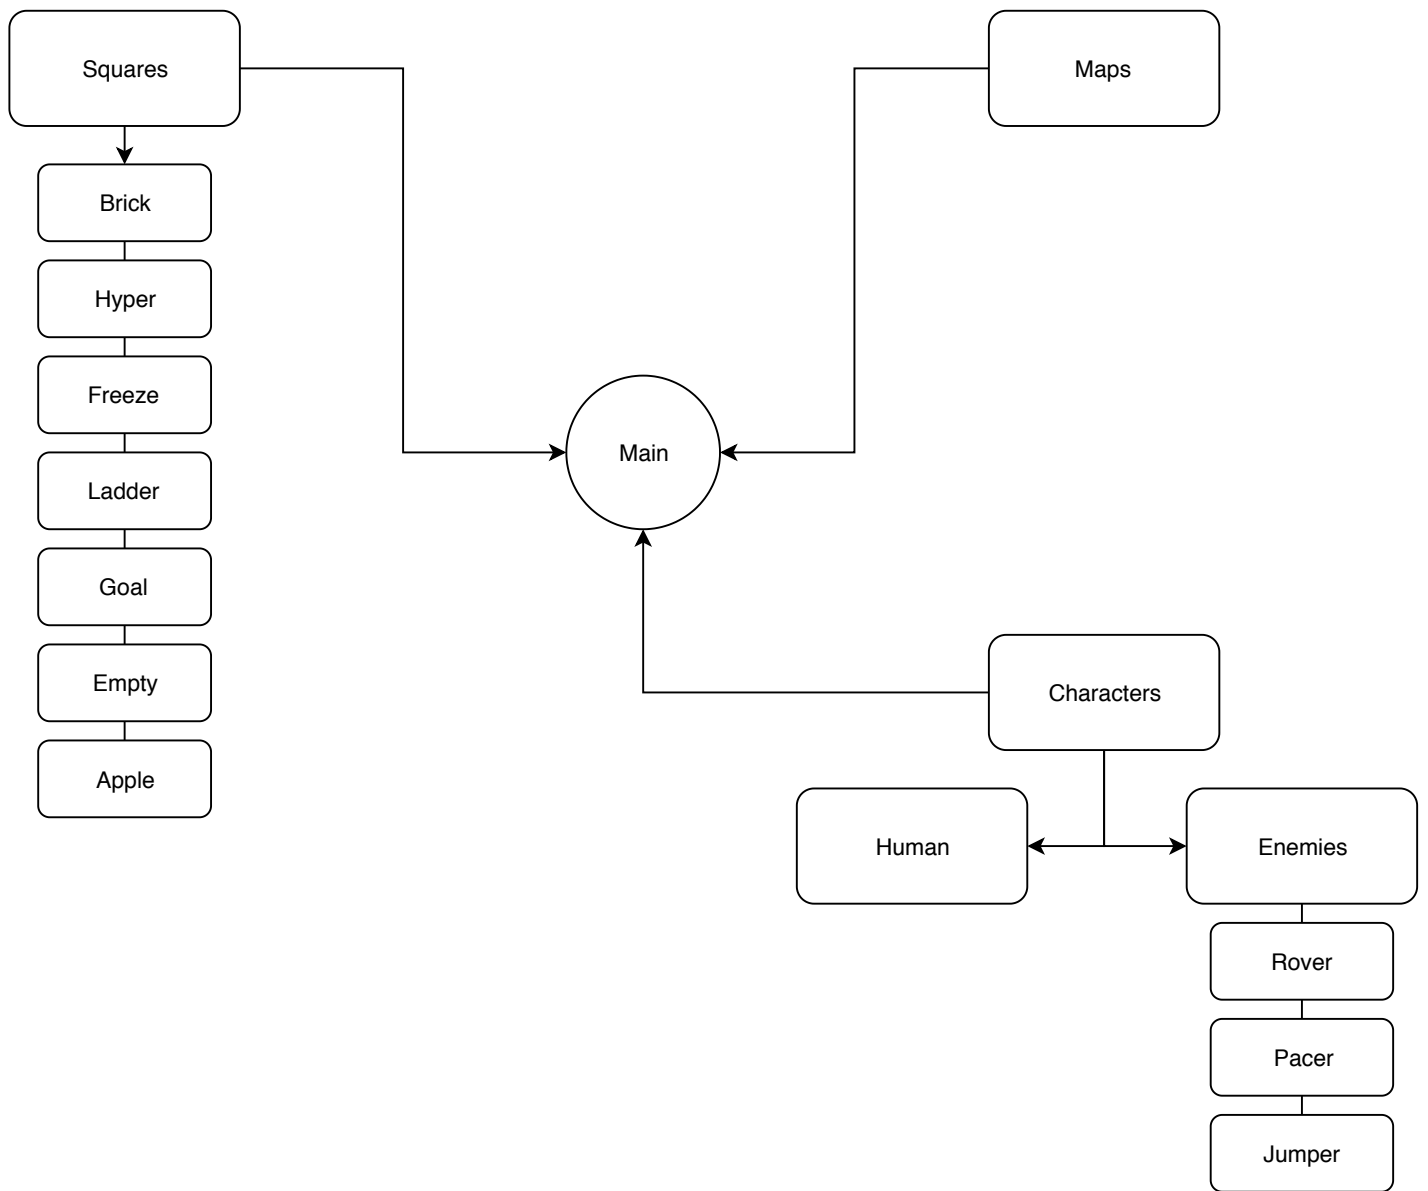 Squares
Maps
Brick
Hyper
Freeze
Ladder
Goal
Empty
Apple
Main
Characters
Human
Enemies
Rover
Pacer
Jumper